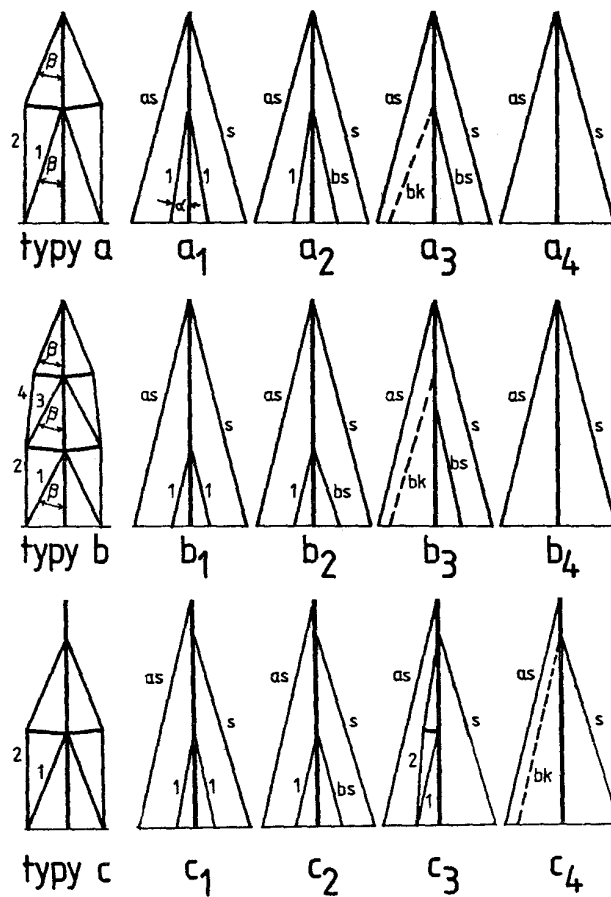 β
as as as as
2 1 β 1 1 s 1 bs s bk bs s s
α
typy a a1 a2 a3 a4
β
4 3 as as as as
β s s s s
2 1 β 1 1 1 bs bk bs
typy b b1 b2 b3 b4
as as as as
2 1 s s 2 s bk s
1 1 1 bs 1
typy c c1 c2 c3 c4